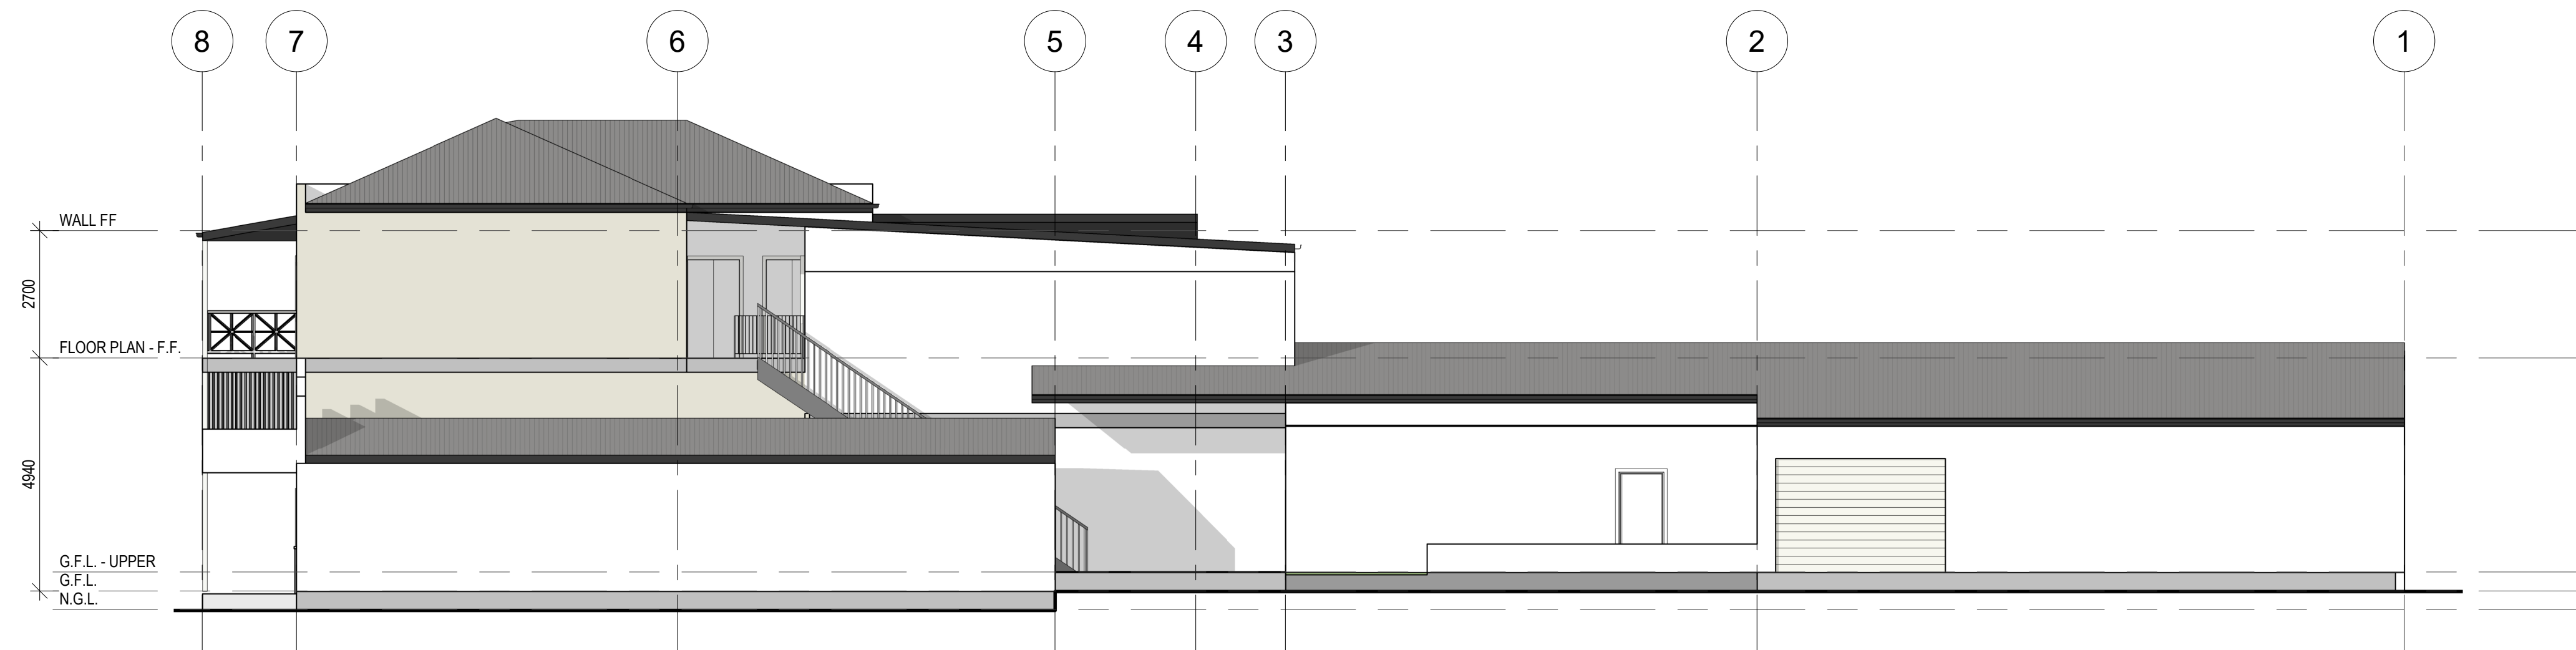 8 7 6 5 4 3 2 1
WALL FF
2700
FLOOR PLAN - F.F.
4940
G.F.L. - UPPER
G.F.L.
N.G.L.